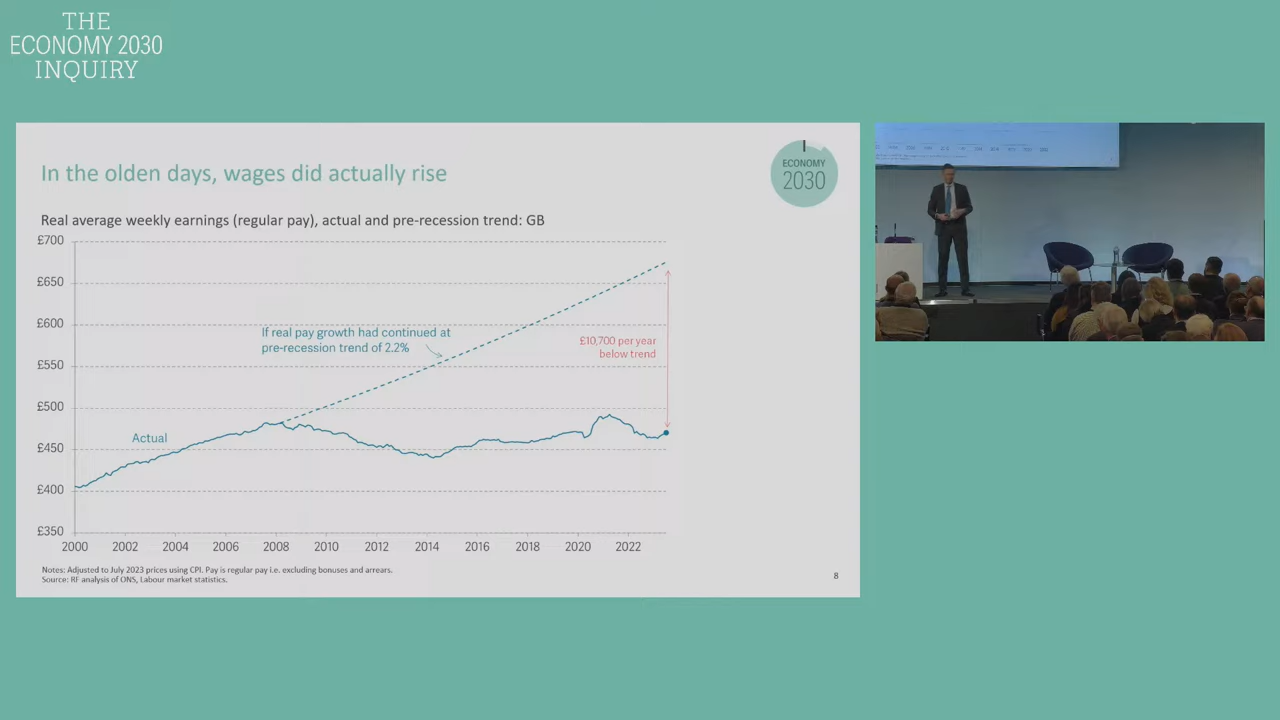 THE
ECONOMY 2030
INQUIRY
In the olden days, wages did actually rise
ECONOMY
2030
Real average weekly earnings (regular pay), actual and pre-recession trend: GB
£700
£650
£600
£550
£500
£450
£400
£350
If real pay growth had continued at
pre-recession trend of 2.2%
£10,700 per year
below trend
Actual
2000 2002 2004 2006 2008 2010 2012 2014 2016 2018 2020 2022
Notes: Adjusted to July 2023 prices using CPI. Pay is regular pay i.e. excluding bonuses and arrears.
Source: RF analysis of ONS, Labour market statistics.
8